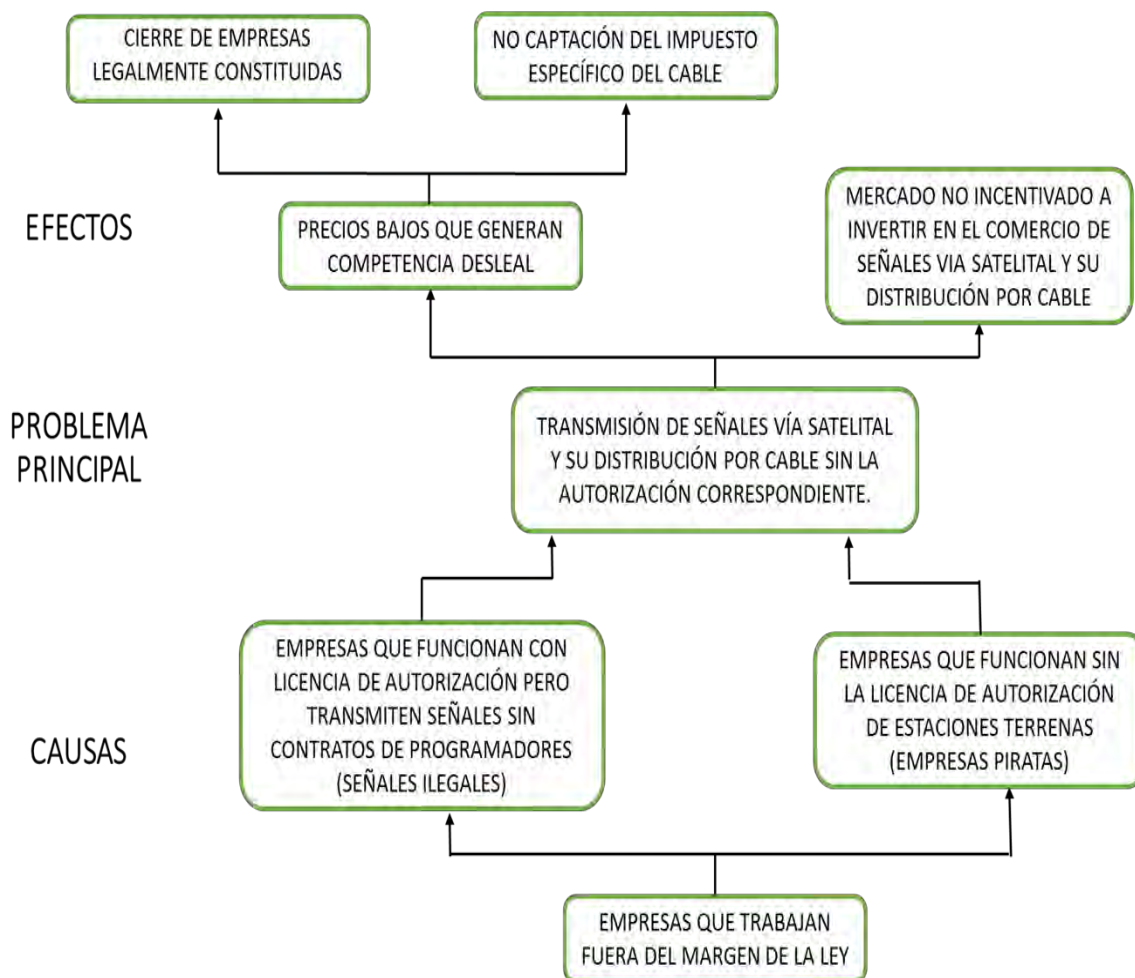 CIERRE DE EMPRESAS
LEGALMENTE CONSTITUIDAS
NO CAPTACIÓN DEL IMPUESTO
ESPECÍFICO DEL CABLE
EFECTOS
PRECIOS BAJOS QUE GENERAN
COMPETENCIA DESLEAL
MERCADO NO INCENTIVADO A
INVERTIR EN EL COMERCIO DE
SEÑALES VIA SATELITAL Y SU
DISTRIBUCIÓN POR CABLE
PROBLEMA
PRINCIPAL
TRANSMISIÓN DE SEÑALES VÍA SATELITAL
Y SU DISTRIBUCIÓN POR CABLE SIN LA
AUTORIZACIÓN CORRESPONDIENTE.
CAUSAS
EMPRESAS QUE FUNCIONAN CON
LICENCIA DE AUTORIZACIÓN PERO
TRANSMITEN SEÑALES SIN
CONTRATOS DE PROGRAMADORES
(SEÑALES ILEGALES)
EMPRESAS QUE FUNCIONAN SIN
LA LICENCIA DE AUTORIZACIÓN
DE ESTACIONES TERRENAS
(EMPRESAS PIRATAS)
EMPRESAS QUE TRABAJAN
FUERA DEL MARGEN DE LA LEY